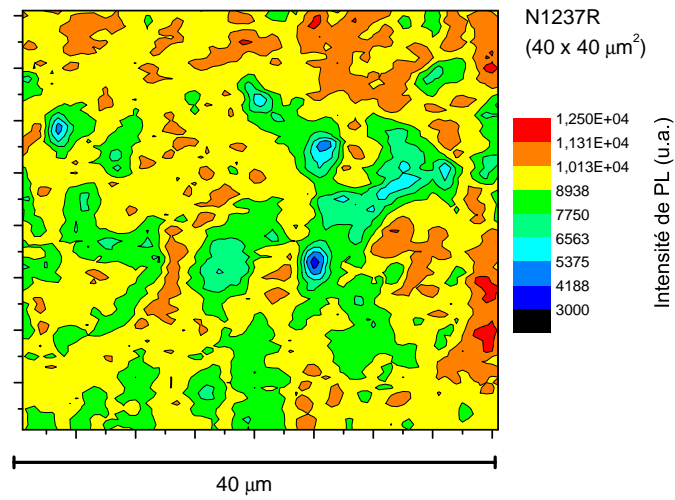 N1237R
(40 x 40 μm²)
1,250E+04
1,131E+04
1,013E+04
8938
7750
6563
5375
4188
3000
Intensité de PL (u.a.)
40 μm